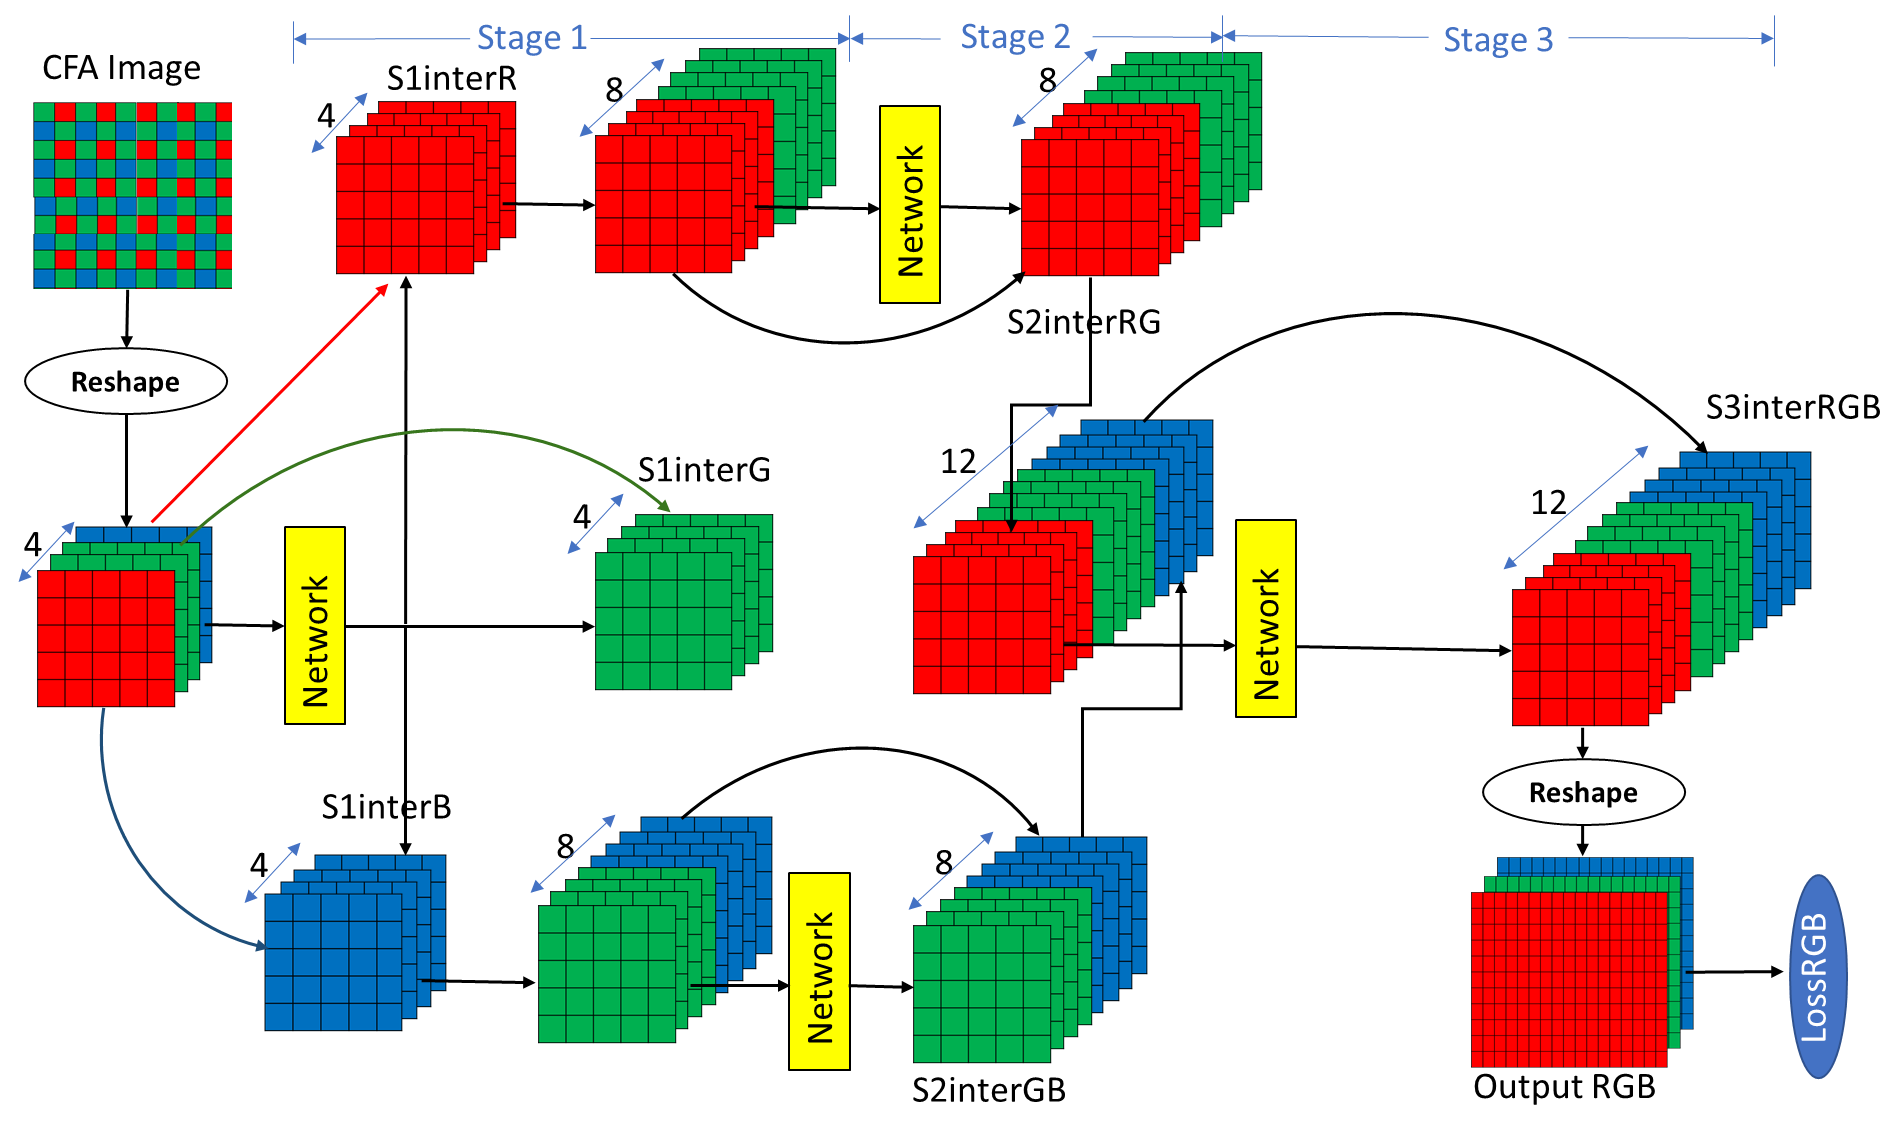 Stage 1
Stage 2
Stage 3
CFA Image
S1interR
4
8
8
Network
Reshape
S2interRG
S3interRGB
S1interG
12
12
4
4
Network
Network
Reshape
S1interB
4
8
8
Network
LossRGB
S2interGB
Output RGB